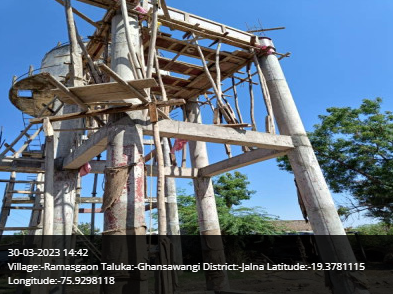 30-03-2023 14:42
Village:-Ramasgaon Taluka:-Ghansawangi District:-Jalna Latitude:-19.3781115
Longitude:-75.9298118